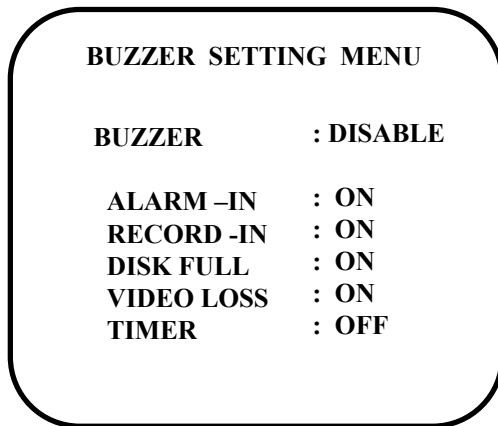 BUZZER SETTING MENU
BUZZER : DISABLE
ALARM –IN : ON
RECORD -IN : ON
DISK FULL : ON
VIDEO LOSS : ON
TIMER : OFF